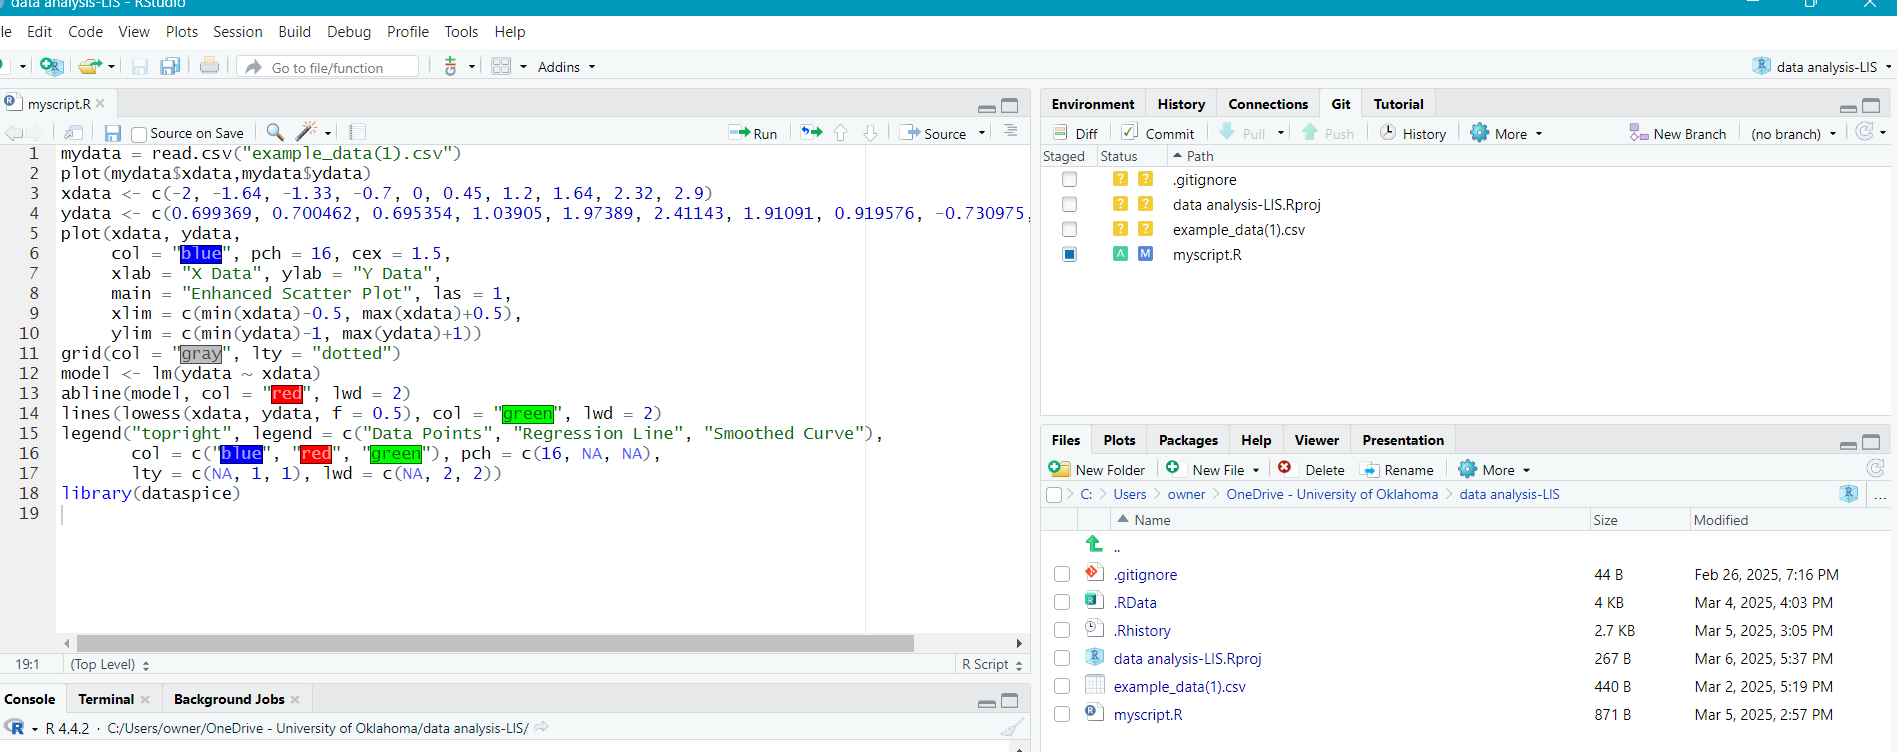 data analysis-LIS - RStudio
le Edit Code View Plots Session Build Debug Profile Tools Help
Go to file/function Addins data analysis-LIS
myscript.R
Source on Save Run Source
1 mydata = read.csv("example_data(1).csv")
2 plot(mydata$xdata,mydata$ydata)
3 xdata <- c(-2, -1.64, -1.33, -0.7, 0, 0.45, 1.2, 1.64, 2.32, 2.9)
4 ydata <- c(0.699369, 0.700462, 0.695354, 1.03905, 1.97389, 2.41143, 1.91091, 0.919576, -0.730975,
5 plot(xdata, ydata,
6 col = "blue", pch = 16, cex = 1.5,
7 xlab = "X Data", ylab = "Y Data",
8 main = "Enhanced Scatter Plot", las = 1,
9 xlim = c(min(xdata)-0.5, max(xdata)+0.5),
10 ylim = c(min(ydata)-1, max(ydata)+1))
11 grid(col = "gray", lty = "dotted")
12 model <- lm(ydata ~ xdata)
13 abline(model, col = "red", lwd = 2)
14 lines(lowess(xdata, ydata, f = 0.5), col = "green", lwd = 2)
15 legend("topright", legend = c("Data Points", "Regression Line", "Smoothed Curve"),
16 col = c("blue", "red", "green"), pch = c(16, NA, NA),
17 lty = c(NA, 1, 1), lwd = c(NA, 2, 2))
18 library(dataspice)
19
19:1 (Top Level) R Script
Console Terminal Background Jobs
R 4.4.2 · C:/Users/owner/OneDrive - University of Oklahoma/data analysis-LIS/
Environment History Connections Git Tutorial
Diff Commit Pull Push History More New Branch (no branch)
Staged Status Path
? ? .gitignore
? ? data analysis-LIS.Rproj
? ? example_data(1).csv
A M myscript.R
Files Plots Packages Help Viewer Presentation
New Folder New File Delete Rename More
C: Users owner OneDrive - University of Oklahoma data analysis-LIS ...
Name Size Modified
..
.gitignore 44 B Feb 26, 2025, 7:16 PM
.RData 4 KB Mar 4, 2025, 4:03 PM
.Rhistory 2.7 KB Mar 5, 2025, 3:05 PM
data analysis-LIS.Rproj 267 B Mar 6, 2025, 5:37 PM
example_data(1).csv 440 B Mar 2, 2025, 5:19 PM
myscript.R 871 B Mar 5, 2025, 2:57 PM